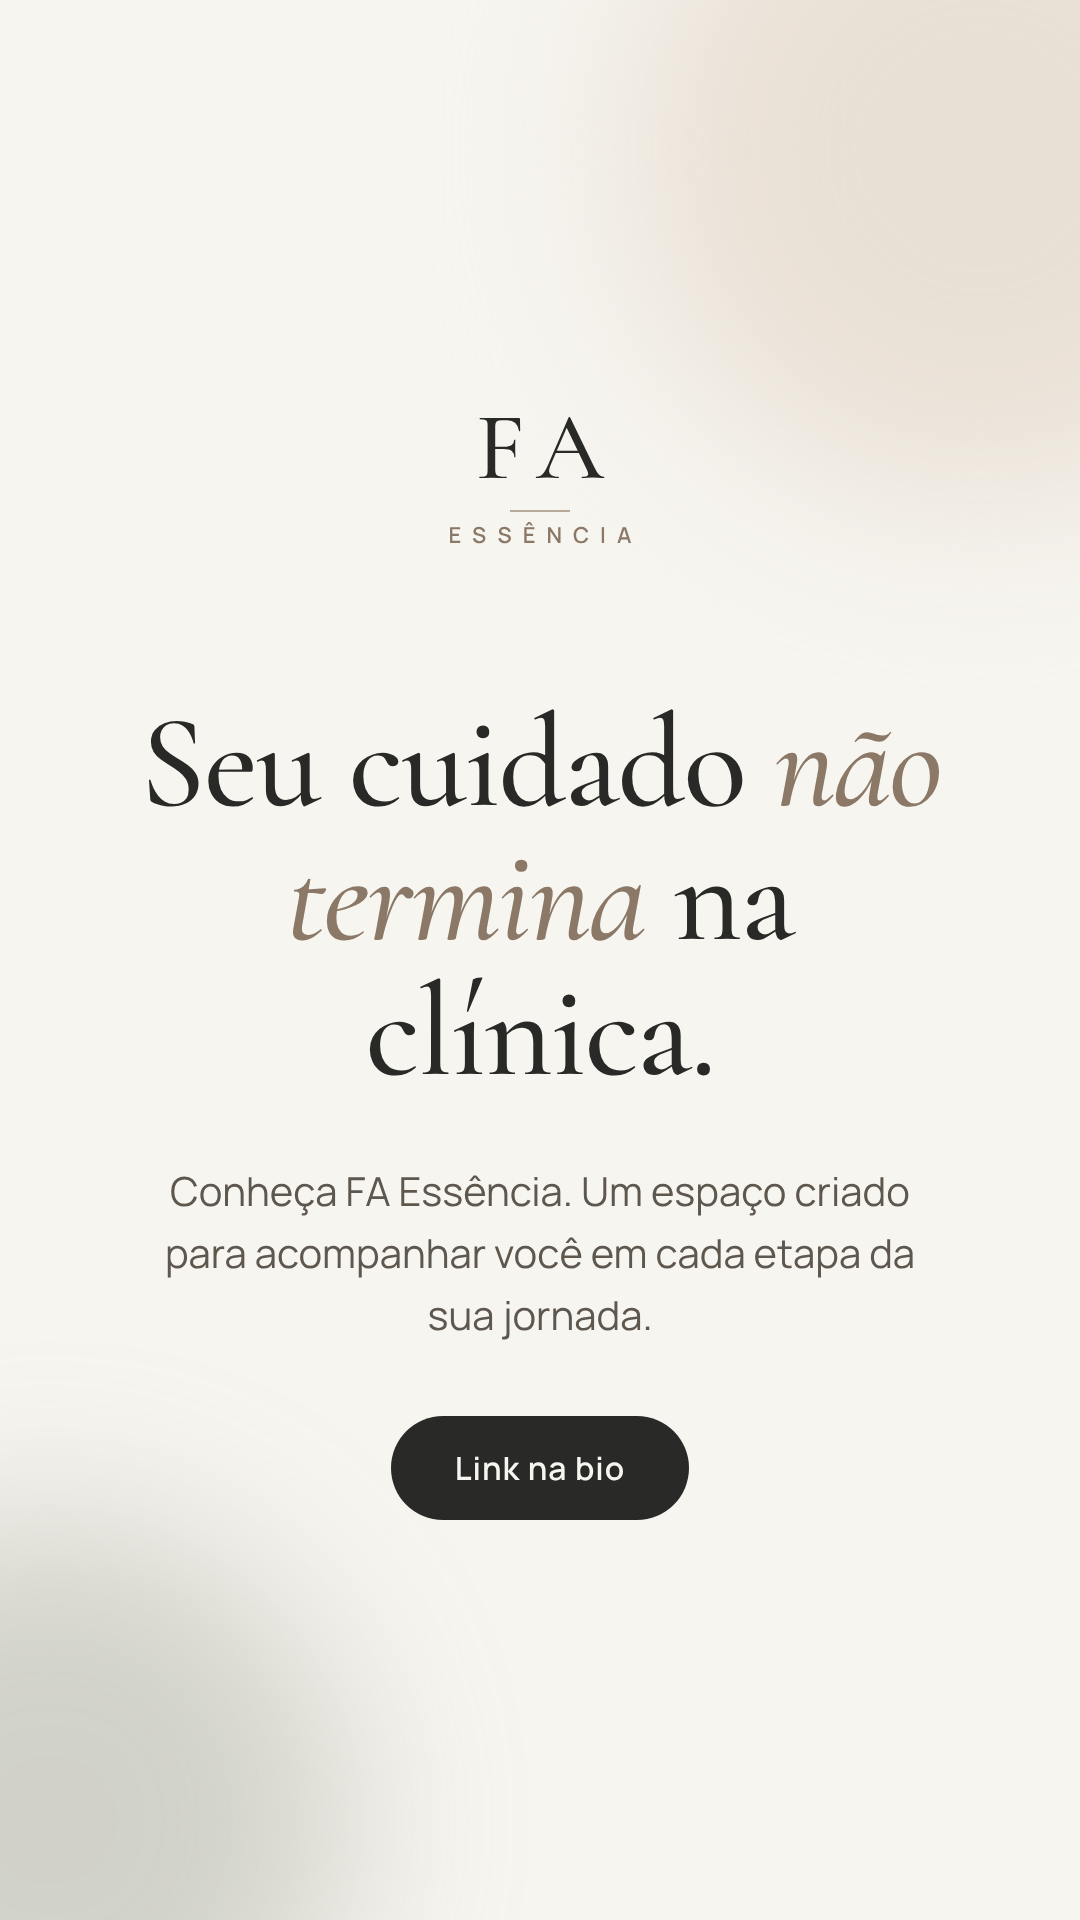 FA
ESSÊNCIA
Seu cuidado não
termina na
clínica.
Conheça FA Essência. Um espaço criado
para acompanhar você em cada etapa da
sua jornada.
Link na bio